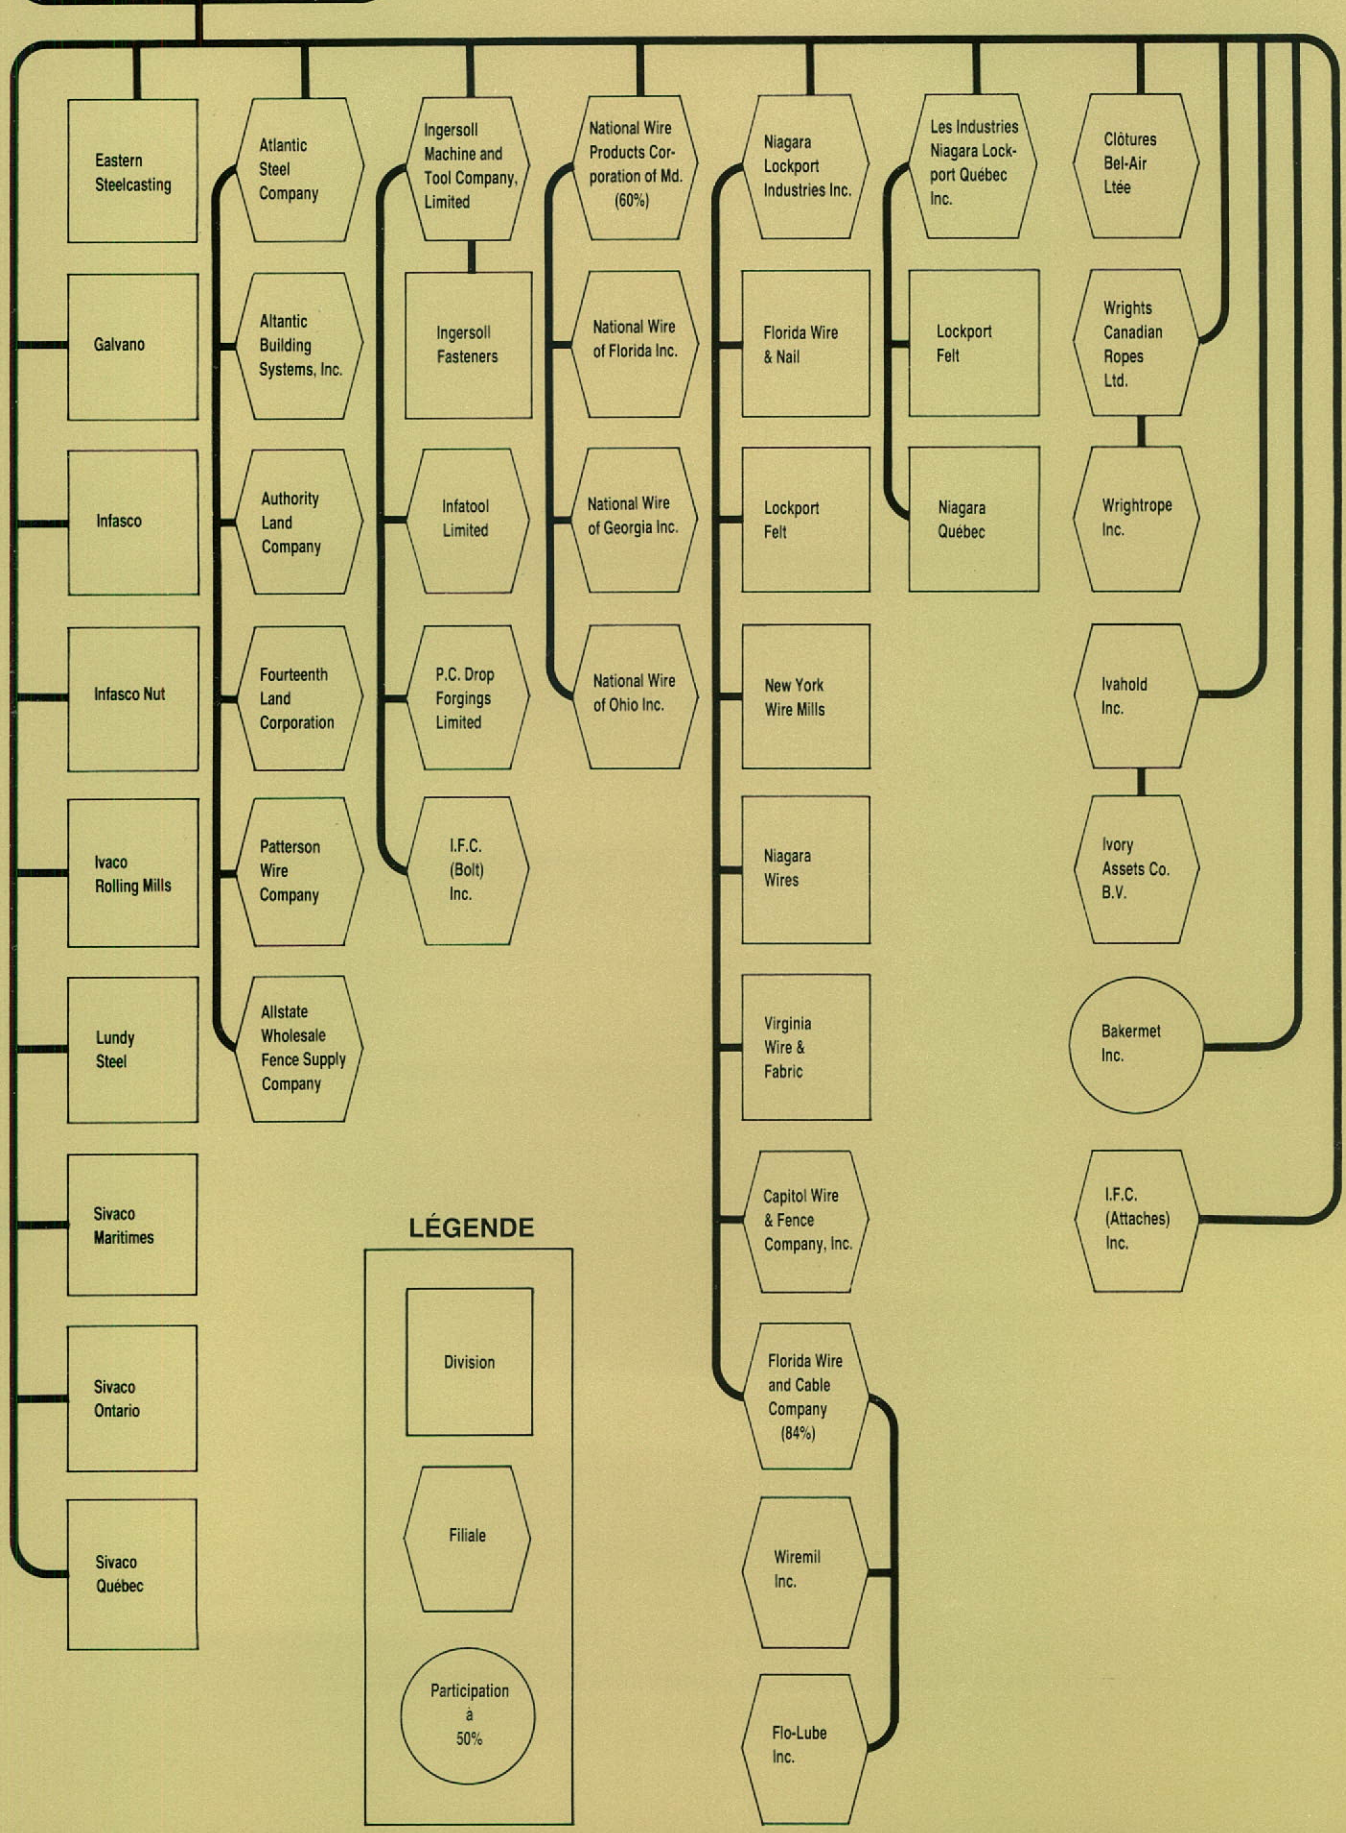 Eastern
Steelcasting
Galvano
Infasco
Infasco Nut
Ivaco
Rolling Mills
Lundy
Steel
Sivaco
Maritimes
Sivaco
Ontario
Sivaco
Québec
Atlantic
Steel
Company
Altantic
Building
Systems, Inc.
Authority
Land
Company
Fourteenth
Land
Corporation
Patterson
Wire
Company
Allstate
Wholesale
Fence Supply
Company
Ingersoll
Machine and
Tool Company,
Limited
Ingersoll
Fasteners
Infatool
Limited
P.C. Drop
Forgings
Limited
I.F.C.
(Bolt)
Inc.
National Wire
Products Cor-
poration of Md.
(60%)
National Wire
of Florida Inc.
National Wire
of Georgia Inc.
National Wire
of Ohio Inc.
Niagara
Lockport
Industries Inc.
Florida Wire
& Nail
Lockport
Felt
New York
Wire Mills
Niagara
Wires
Virginia
Wire &
Fabric
Capitol Wire
& Fence
Company, Inc.
Florida Wire
and Cable
Company
(84%)
Wiremil
Inc.
Flo-Lube
Inc.
Les Industries
Niagara Lock-
port Québec
Inc.
Lockport
Felt
Niagara
Québec
Clôtures
Bel-Air
Ltée
Wrights
Canadian
Ropes
Ltd.
Wrightrope
Inc.
Ivahold
Inc.
Ivory
Assets Co.
B.V.
Bakermet
Inc.
I.F.C.
(Attaches)
Inc.
LÉGENDE
Division
Filiale
Participation
à
50%